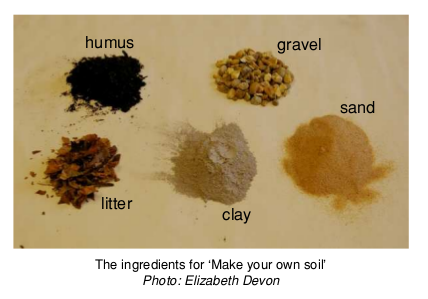 humus
gravel
sand
litter
clay
The ingredients for ‘Make your own soil’
Photo: Elizabeth Devon